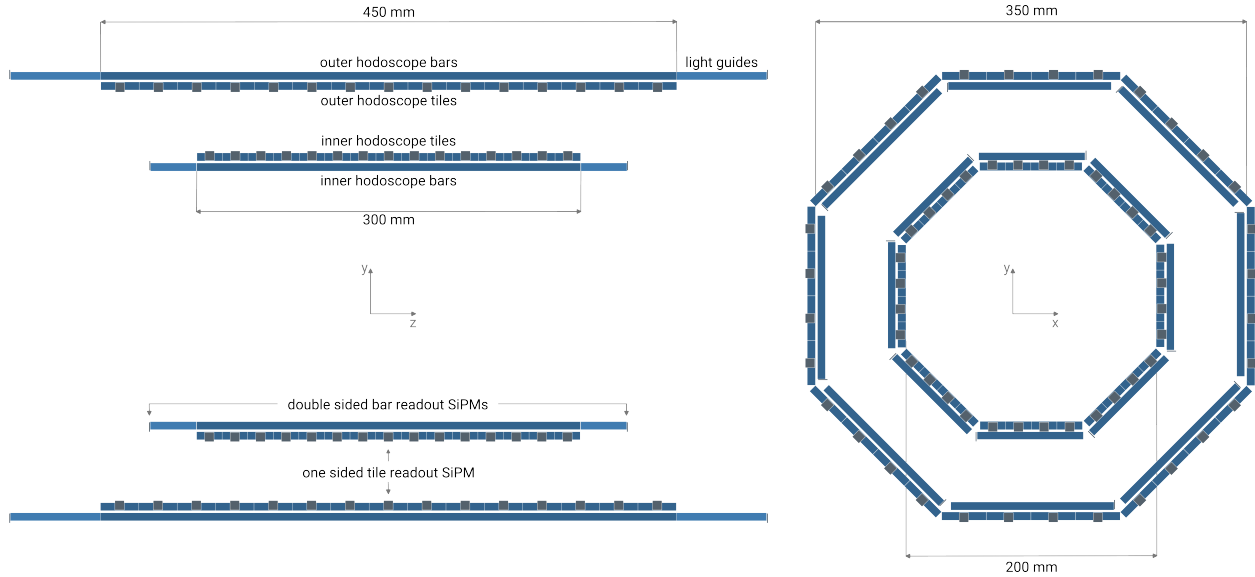 450 mm
outer hodoscope bars
light guides
outer hodoscope tiles
inner hodoscope tiles
inner hodoscope bars
300 mm
y
z
double sided bar readout SiPMs
one sided tile readout SiPM
350 mm
y
x
200 mm